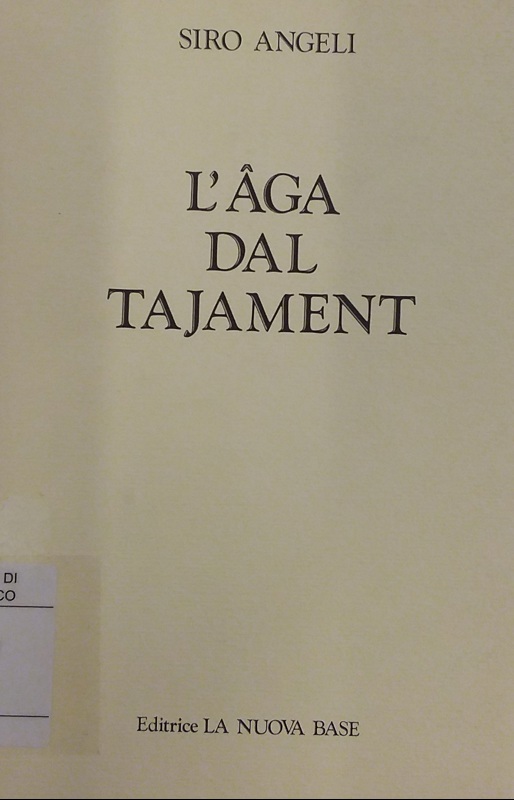 SIRO ANGELI
L'ÂGA
DAL
TAJAMENT
DI
CO
Editrice LA NUOVA BASE